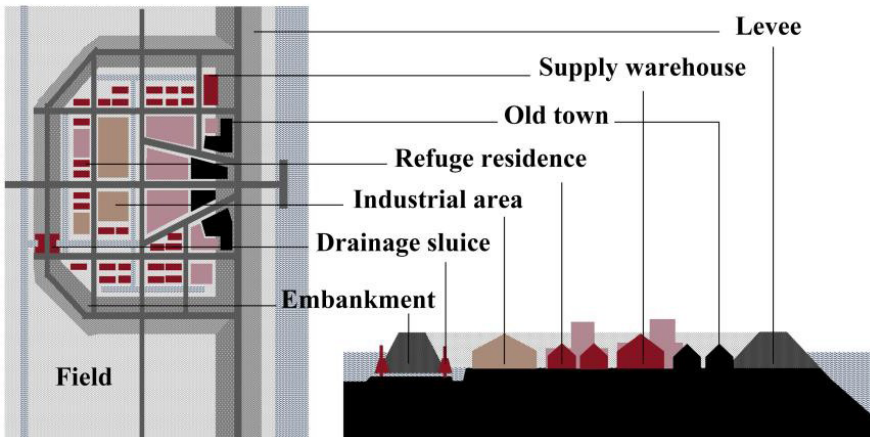 Levee
Supply warehouse
Old town
Refuge residence
Industrial area
Drainage sluice
Embankment
Field